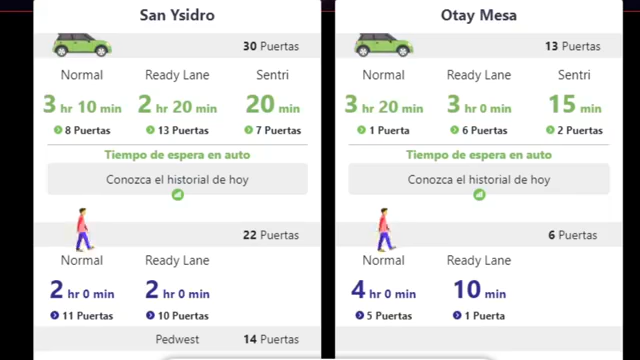 San Ysidro
30 Puertas
Normal Ready Lane Sentri
3 hr 10 min 2 hr 20 min 20 min
8 Puertas 13 Puertas 7 Puertas
Tiempo de espera en auto
Conozca el historial de hoy
22 Puertas
Normal Ready Lane
2 hr 0 min 2 hr 0 min
11 Puertas 10 Puertas
Pedwest 14 Puertas
Otay Mesa
13 Puertas
Normal Ready Lane Sentri
3 hr 20 min 3 hr 0 min 15 min
1 Puerta 6 Puertas 2 Puertas
Tiempo de espera en auto
Conozca el historial de hoy
6 Puertas
Normal Ready Lane
4 hr 0 min 10 min
5 Puertas 1 Puerta